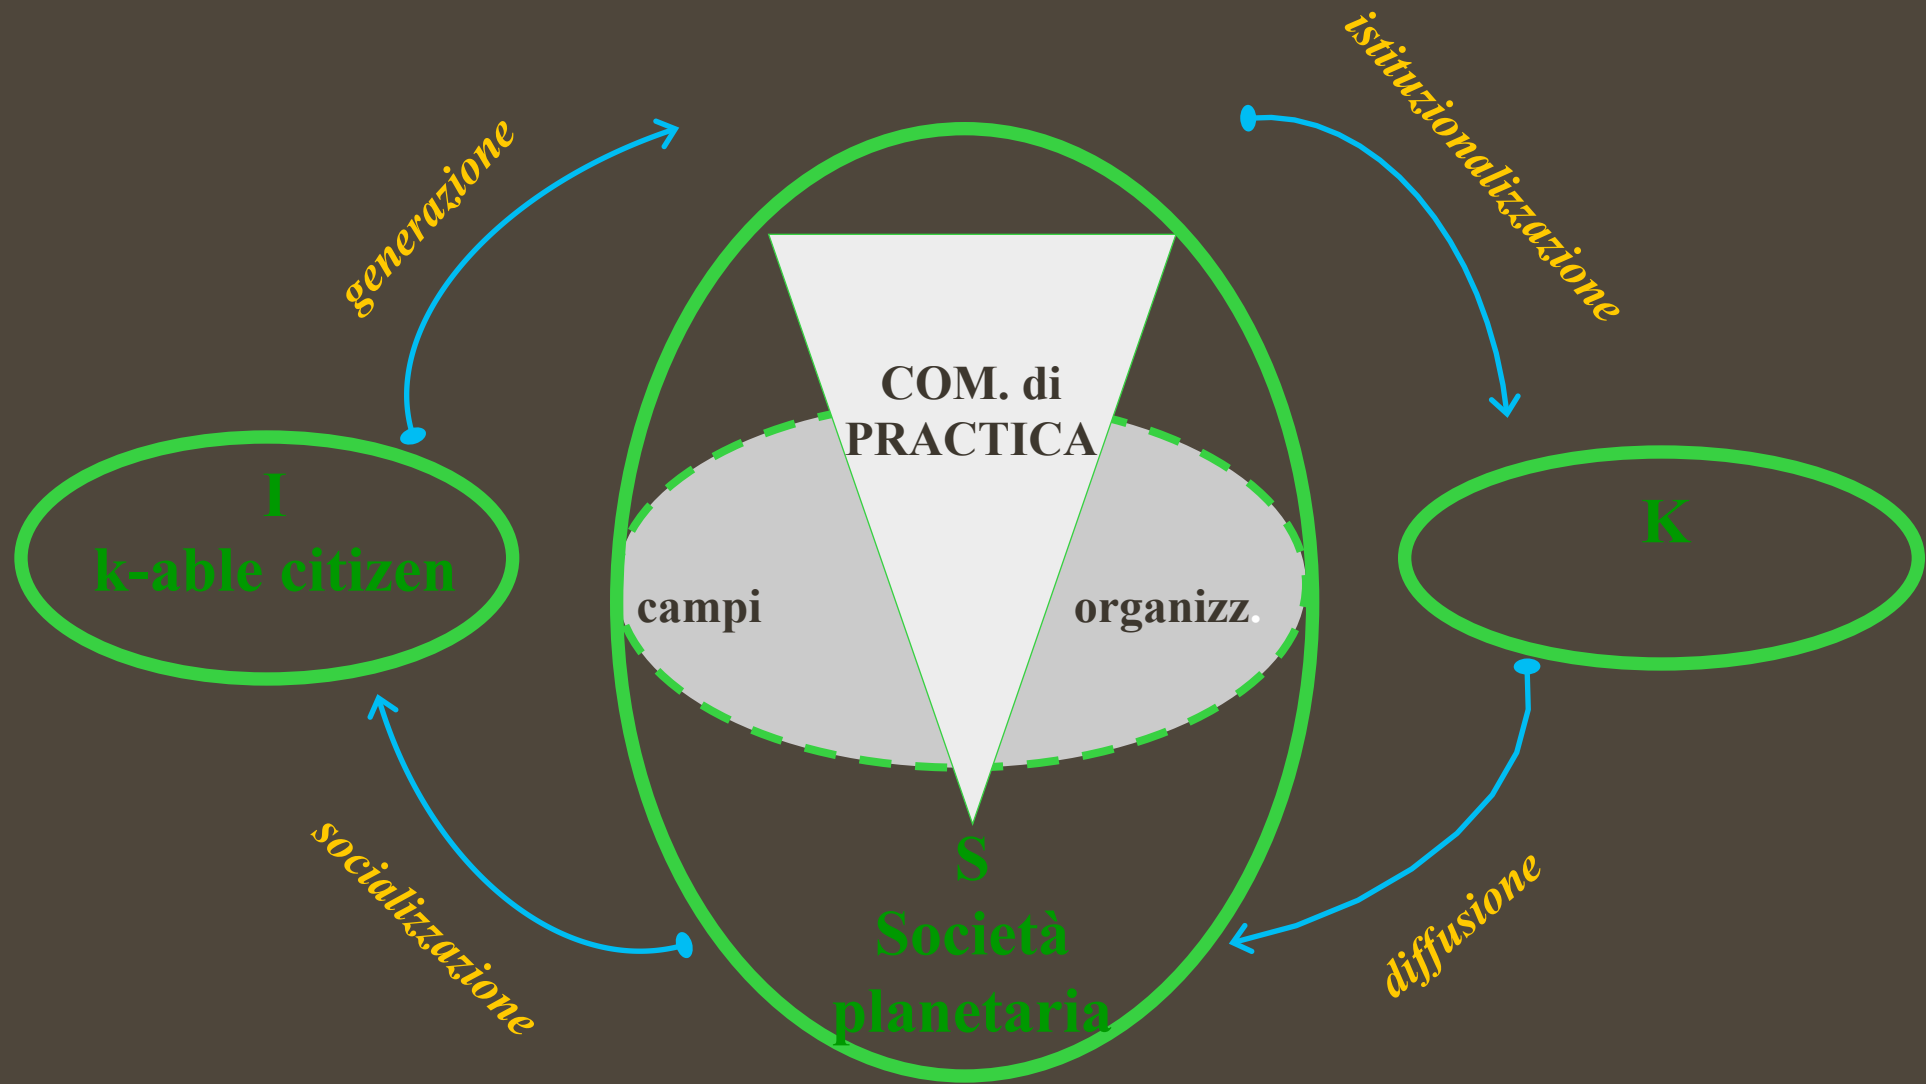 istituzionalizzazione
generazione
COM. di
PRACTICA
I
k-able citizen
K
campi
organizz.
S
Società
planetaria
socializzazione
diffusione